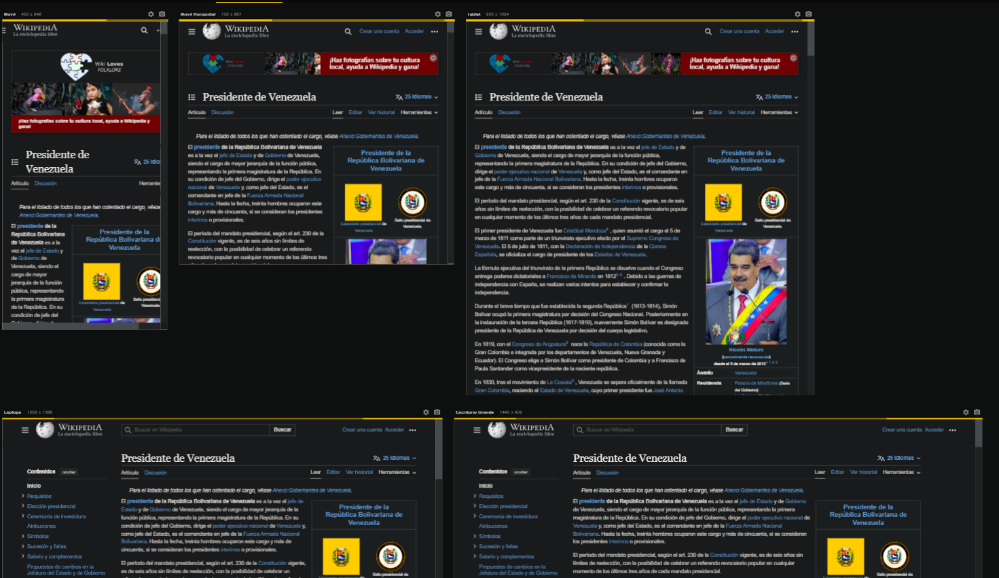 Movil 450 x 846
WIKIPEDIA
La enciclopedia libre
Wiki Loves
FOLKLORE
¡Haz fotografías sobre tu cultura local, ayuda a Wikipedia y
gana!
Presidente de
Venezuela
25 idio
Artículo Discusión Herramie
Para el listado de todos los que han ostentado el cargo, véase
Anexo:Gobernantes de Venezuela.
El presidente de la
República Bolivariana
de Venezuela es a la
vez el jefe de Estado y
de Gobierno de
Venezuela, siendo el
cargo de mayor
jerarquía de la función
pública, representando
la primera magistratura
de la República. En su
condición de jefe del
Presidente de la
República Bolivariana d
Venezuela
Estandarte presidencial de
Venezuela
Sello presidencial
Venezuela.
Movil Horizontal 750 x 667
WIKIPEDIA
La enciclopedia libre
Crear una cuenta Acceder
Wiki Loves
FOLKLORE
¡Haz fotografías sobre tu cultura
local, ayuda a Wikipedia y gana!
Presidente de Venezuela
25 idiomas
Artículo Discusión Leer Editar Ver historial Herramientas
Para el listado de todos los que han ostentado el cargo, véase Anexo:Gobernantes de Venezuela.
El presidente de la República Bolivariana de Venezuela
es a la vez el jefe de Estado y de Gobierno de Venezuela,
siendo el cargo de mayor jerarquía de la función pública,
representando la primera magistratura de la República. En
su condición de jefe del Gobierno, dirige el poder ejecutivo
nacional de Venezuela y, como jefe del Estado, es el
comandante en jefe de la Fuerza Armada Nacional
Bolivariana. Hasta la fecha, treinta hombres ocuparon este
cargo y más de cincuenta, si se consideran los presidentes
interinos o provisionales.
El período del mandato presidencial, según el art. 230 de la
Constitución vigente, es de seis años sin límites de
reelección, con la posibilidad de celebrar un referendo
revocatorio popular en cualquier momento de los últimos tres
Presidente de la
República Bolivariana de
Venezuela
Estandarte presidencial de
Venezuela
Sello presidencial de
Venezuela.
Tablet 950 x 1024
WIKIPEDIA
La enciclopedia libre
Crear una cuenta Acceder
Wiki Loves
FOLKLORE
¡Haz fotografías sobre tu cultura
local, ayuda a Wikipedia y gana!
Presidente de Venezuela
25 idiomas
Artículo Discusión Leer Editar Ver historial Herramientas
Para el listado de todos los que han ostentado el cargo, véase Anexo:Gobernantes de Venezuela.
El presidente de la República Bolivariana de Venezuela es a la vez el jefe de Estado y de
Gobierno de Venezuela, siendo el cargo de mayor jerarquía de la función pública,
representando la primera magistratura de la República. En su condición de jefe del Gobierno,
dirige el poder ejecutivo nacional de Venezuela y, como jefe del Estado, es el comandante en
jefe de la Fuerza Armada Nacional Bolivariana. Hasta la fecha, treinta hombres ocuparon
este cargo y más de cincuenta, si se consideran los presidentes interinos o provisionales.
El período del mandato presidencial, según el art. 230 de la Constitución vigente, es de seis
años sin límites de reelección, con la posibilidad de celebrar un referendo revocatorio popular
en cualquier momento de los últimos tres años de cada mandato presidencial.
El primer presidente de Venezuela fue Cristóbal Mendoza , quien asumió el cargo el 5 de
marzo de 1811 como parte de un triunvirato ejecutivo electo por el Supremo Congreso de
Venezuela. El 5 de julio de 1811, con la Declaración de Independencia de la Corona
Española, se oficializa el cargo de presidente de los Estados de Venezuela.
La fórmula ejecutiva del triunvirato de la primera República se disuelve cuando el Congreso
entrega poderes dictatoriales a Francisco de Miranda en 1812 . Debido a las guerras de
independencia con España, se realizan varios intentos para establecer y confirmar la
independencia.
Durante el breve tiempo que fue establecida la segunda República (1813-1814), Simón
Bolívar ocupó la primera magistratura por decisión del Congreso Nacional. Posteriormente en
la instauración de la tercera República (1817-1819), nuevamente Simón Bolívar es designado
presidente de la República de Venezuela por decisión del cuerpo legislativo.
En 1819, con el Congreso de Angostura nace la República de Colombia (conocida como la
Gran Colombia e integrada por los departamentos de Venezuela, Nueva Granada y
Ecuador). El Congreso elige a Simón Bolívar como presidente de Colombia y a Francisco de
Paula Santander como vicepresidente de la naciente república.
En 1830, tras el movimiento de La Cosiata , Venezuela se separa oficialmente de la llamada
Gran Colombia, naciendo el Estado de Venezuela, cuyo primer presidente fue José Antonio
Presidente de la
República Bolivariana de
Venezuela
Estandarte presidencial de
Venezuela
Sello presidencial de
Venezuela.
Nicolás Maduro
(parcialmente reconocido)
desde el 5 de marzo de 2013
Ámbito Venezuela
Residencia Palacio de Miraflores (Sede
del Gobierno)
Laptops 1200 x 1366
WIKIPEDIA
La enciclopedia libre
Buscar en Wikipedia Buscar
Crear una cuenta Acceder
Presidente de Venezuela
25 idiomas
Artículo Discusión Leer Editar Ver historial Herramientas
Contenidos ocultar
Inicio
Requisitos
Elección presidencial
Ceremonia de investidura
Atribuciones
Símbolos
Sucesión y faltas
Salario y complementos
Propuestas de cambios en la
Jefatura del Estado y de Gobierno
Para el listado de todos los que han ostentado el cargo, véase Anexo:Gobernantes de Venezuela.
El presidente de la República Bolivariana de Venezuela es a la vez el jefe de
Estado y de Gobierno de Venezuela, siendo el cargo de mayor jerarquía de la
función pública, representando la primera magistratura de la República. En su
condición de jefe del Gobierno, dirige el poder ejecutivo nacional de Venezuela y,
como jefe del Estado, es el comandante en jefe de la Fuerza Armada Nacional
Bolivariana. Hasta la fecha, treinta hombres ocuparon este cargo y más de
cincuenta, si se consideran los presidentes interinos o provisionales.
El período del mandato presidencial, según el art. 230 de la Constitución vigente,
es de seis años sin límites de reelección, con la posibilidad de celebrar un
Presidente de la
República Bolivariana de
Venezuela
Sello presidencial de
Escritorio Grande 1440 x 900
WIKIPEDIA
La enciclopedia libre
Buscar en Wikipedia Buscar
Crear una cuenta Acceder
Presidente de Venezuela
25 idiomas
Artículo Discusión Leer Editar Ver historial Herramientas
Contenidos ocultar
Inicio
Requisitos
Elección presidencial
Ceremonia de investidura
Atribuciones
Símbolos
Sucesión y faltas
Salario y complementos
Propuestas de cambios en la
Jefatura del Estado y de Gobierno
Para el listado de todos los que han ostentado el cargo, véase Anexo:Gobernantes de Venezuela.
El presidente de la República Bolivariana de Venezuela es a la vez el jefe de Estado y de Gobierno
de Venezuela, siendo el cargo de mayor jerarquía de la función pública, representando la primera
magistratura de la República. En su condición de jefe del Gobierno, dirige el poder ejecutivo nacional de
Venezuela y, como jefe del Estado, es el comandante en jefe de la Fuerza Armada Nacional
Bolivariana. Hasta la fecha, treinta hombres ocuparon este cargo y más de cincuenta, si se consideran
los presidentes interinos o provisionales.
El período del mandato presidencial, según el art. 230 de la Constitución vigente, es de seis años sin
límites de reelección, con la posibilidad de celebrar un referendo revocatorio popular en cualquier
momento de los últimos tres años de cada mandato presidencial.
Presidente de la
República Bolivariana de
Venezuela
Sello presidencial de